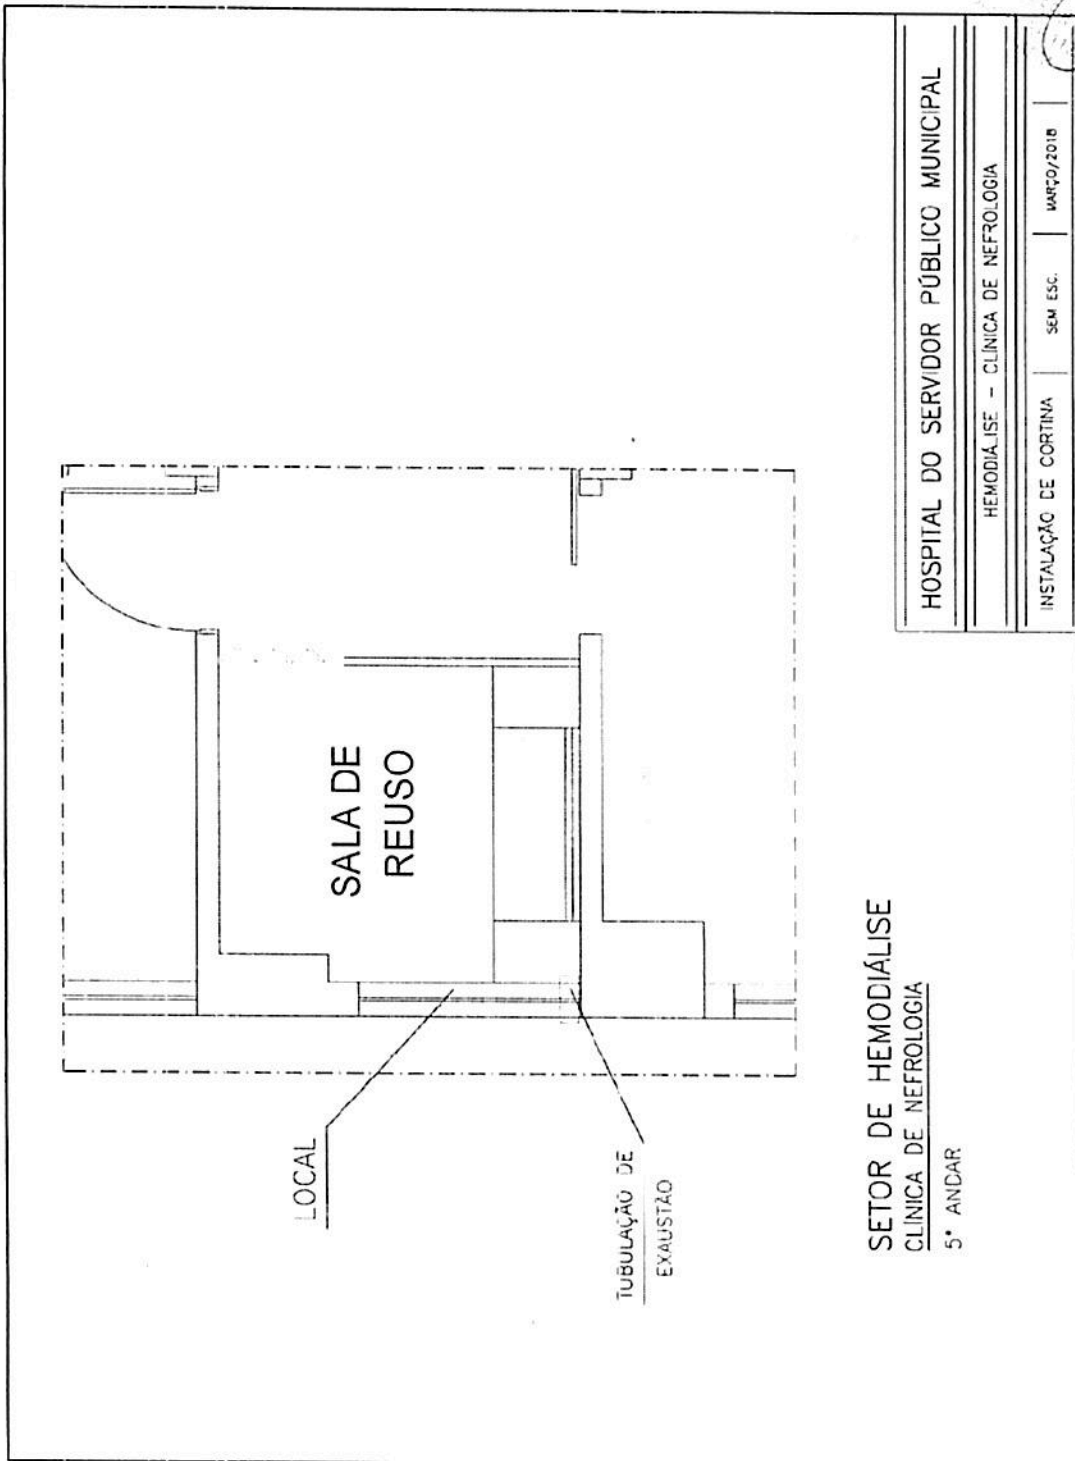 LOCAL
TUBULAÇÃO DE
EXAUSTÃO
SALA DE
REUSO
SETOR DE HEMODIÁLISE
CLÍNICA DE NEFROLOGIA
5° ANDAR
HOSPITAL DO SERVIDOR PÚBLICO MUNICIPAL
HEMODIÁLISE - CLÍNICA DE NEFROLOGIA
INSTALAÇÃO DE CORTINA
SEM ESC.
MARÇO/2018